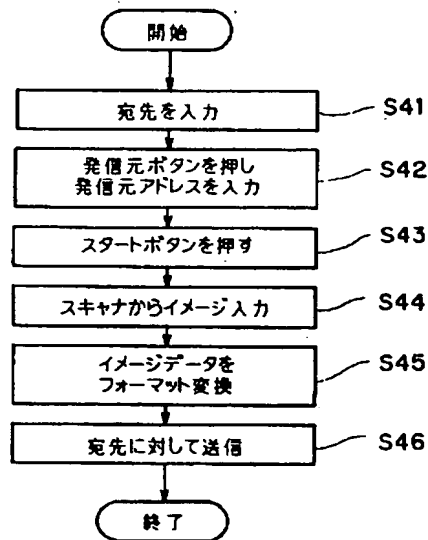 開始
宛先を入力
S41
発信元ボタンを押し
発信元アドレスを入力
S42
スタートボタンを押す
S43
スキャナからイメージ入力
S44
イメージデータを
フォーマット変換
S45
宛先に対して送信
S46
終了